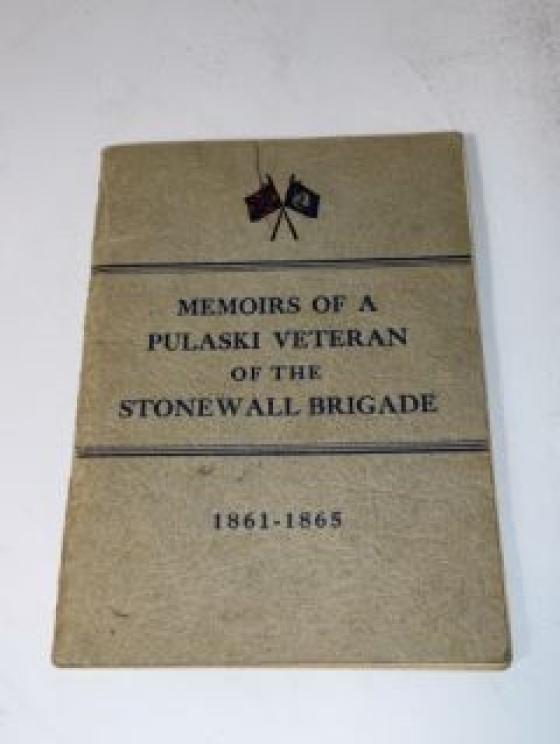 MEMOIRS OF A
PULASKI VETERAN
OF THE
STONEWALL BRIGADE
1861-1865